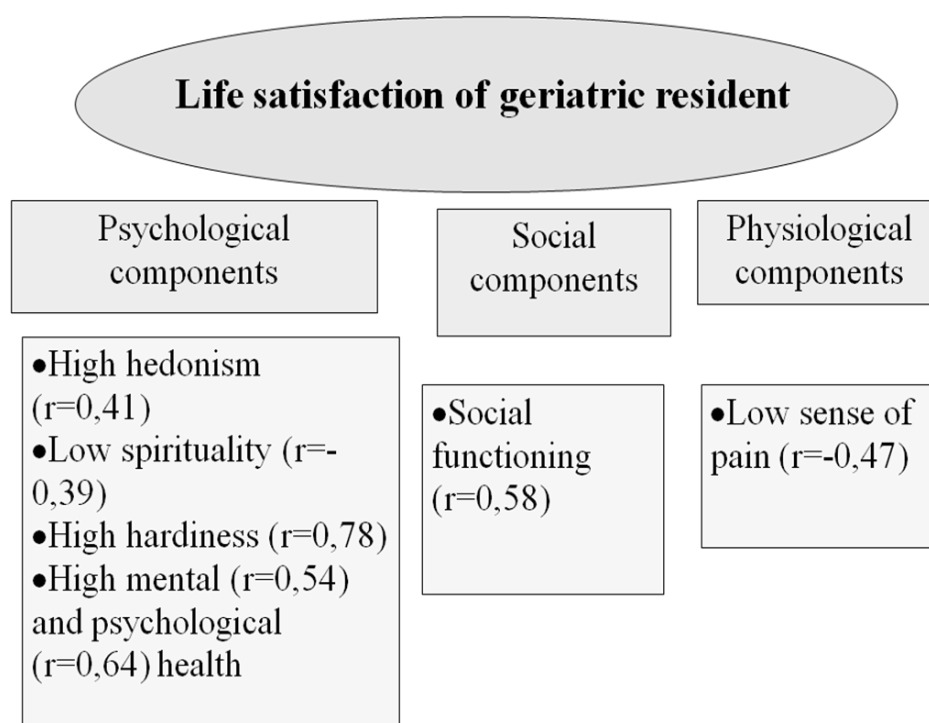 Life satisfaction of geriatric resident
Psychological
components
Social
components
Physiological
components
●High hedonism
(r=0,41)
●Low spirituality (r=-
0,39)
●High hardiness (r=0,78)
●High mental (r=0,54)
and psychological
(r=0,64) health
●Social
functioning
(r=0,58)
●Low sense of
pain (r=-0,47)